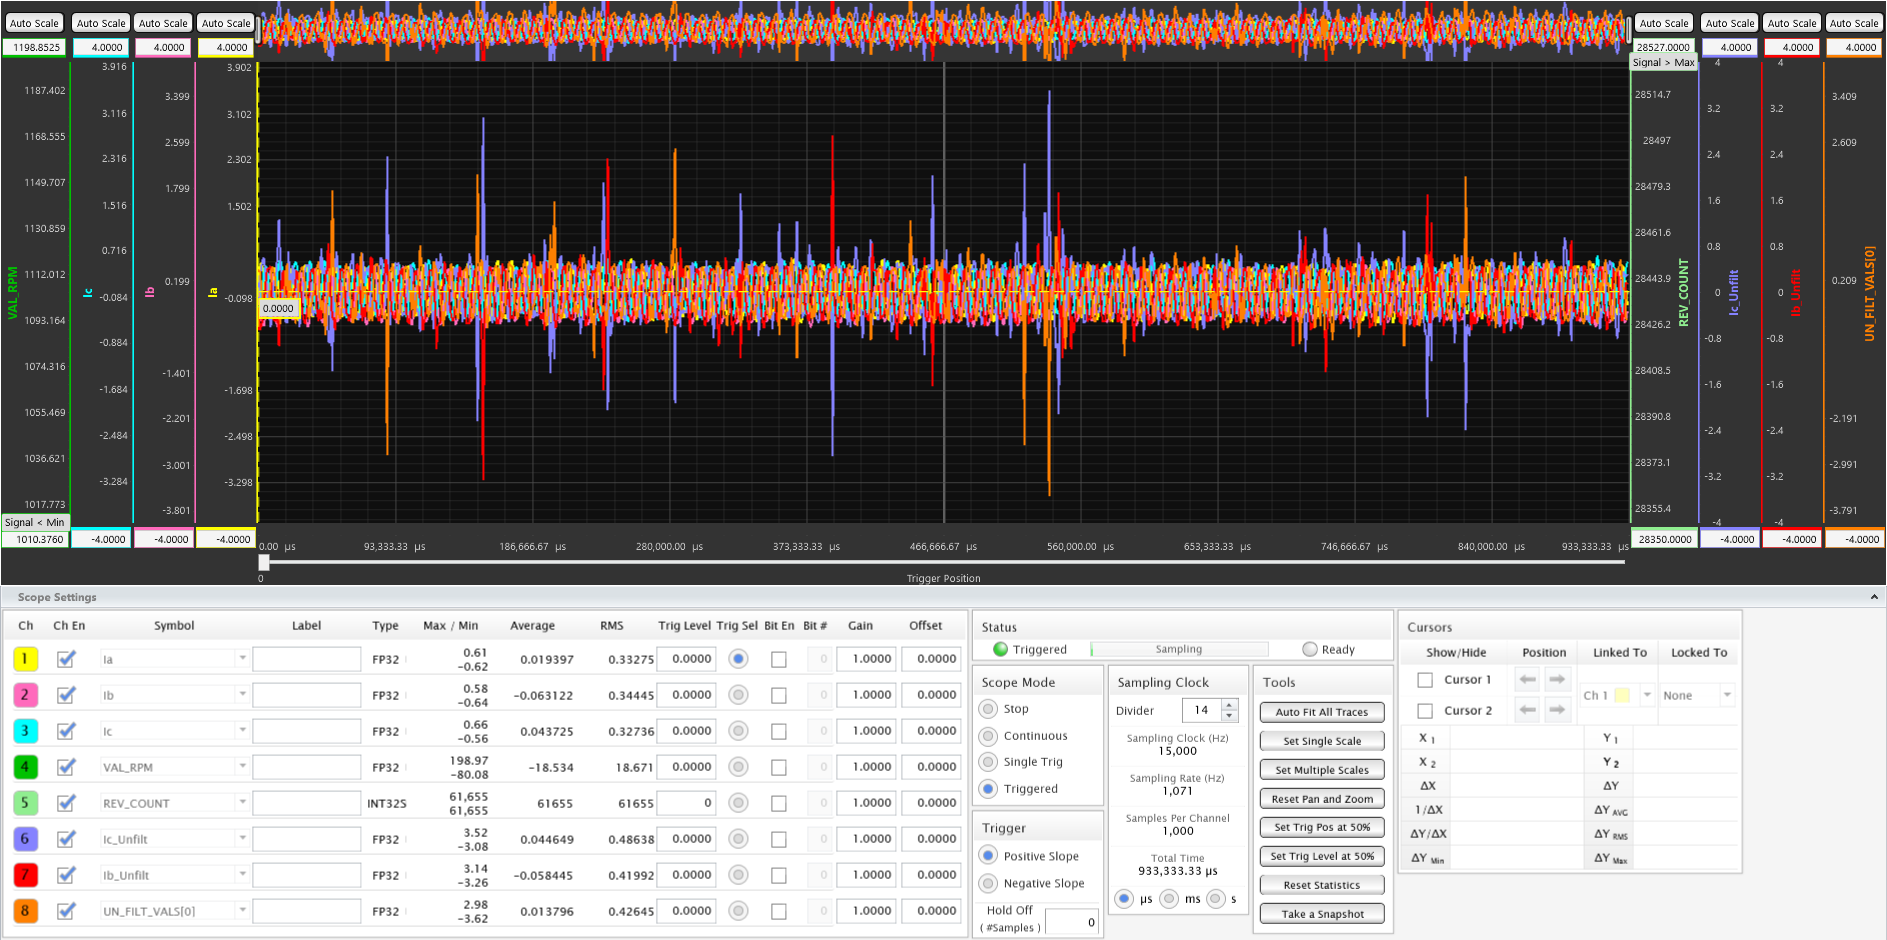 Auto Scale Auto Scale Auto Scale Auto Scale Auto Scale Auto Scale Auto Scale Auto Scale
1198.8525 4.0000 4.0000 4.0000 28527.0000 4.0000 4.0000 4.0000
Signal > Max
3.916 3.902 4 4
1187.402 3.399 28514.7 3.409
3.116 3.102 3.2 3.2
1168.555 2.599 28497 2.609
2.316 2.302 2.4 2.4
1149.707 1.799 28479.3
1.516 1.502 1.6 1.6
1130.859 28461.6
0.716 0.8 0.8
1112.012 0.199 28443.9 0.209
VAL_RPM Ic Ib Ia REV_COUNT Ic_Unfilt Ib_Unfilt UN_FILT_VALS[0]
-0.084 -0.098 0 0
0.0000
1093.164 28426.2
-0.884 -0.8 -0.8
1074.316 -1.401 28408.5
-1.684 -1.698 -1.6 -1.6
1055.469 -2.201 28390.8 -2.191
-2.484 -2.498 -2.4 -2.4
1036.621 -3.001 28373.1 -2.991
-3.284 -3.298 -3.2 -3.2
1017.773 -3.801 28355.4 -3.791
Signal < Min -4 -4
1010.3760 -4.0000 -4.0000 -4.0000 28350.0000 -4.0000 -4.0000 -4.0000
0.00 µs 93,333.33 µs 186,666.67 µs 280,000.00 µs 373,333.33 µs 466,666.67 µs 560,000.00 µs 653,333.33 µs 746,666.67 µs 840,000.00 µs 933,333.33 µs
0
Trigger Position
Scope Settings
Ch Ch En Symbol Label Type Max / Min Average RMS Trig Level Trig Sel Bit En Bit # Gain Offset
1 Ia FP32 0.61 -0.62 0.019397 0.33275 0.0000 0 1.0000 0.0000
2 Ib FP32 0.58 -0.64 -0.063122 0.34445 0.0000 0 1.0000 0.0000
3 Ic FP32 0.66 -0.56 0.043725 0.32736 0.0000 0 1.0000 0.0000
4 VAL_RPM FP32 198.97 -80.08 -18.534 18.671 0.0000 0 1.0000 0.0000
5 REV_COUNT INT32S 61,655 61,655 61655 61655 0 0 1.0000 0.0000
6 Ic_Unfilt FP32 3.52 -3.08 0.044649 0.48638 0.0000 0 1.0000 0.0000
7 Ib_Unfilt FP32 3.14 -3.26 -0.058445 0.41992 0.0000 0 1.0000 0.0000
8 UN_FILT_VALS[0] FP32 2.98 -3.62 0.013796 0.42645 0.0000 0 1.0000 0.0000
Status
Triggered Sampling Ready
Scope Mode
Stop
Continuous
Single Trig
Triggered
Trigger
Positive Slope
Negative Slope
Hold Off
( #Samples ) 0
Sampling Clock
Divider 14
Sampling Clock (Hz)
15,000
Sampling Rate (Hz)
1,071
Samples Per Channel
1,000
Total Time
933,333.33 µs
µs ms s
Tools
Auto Fit All Traces
Set Single Scale
Set Multiple Scales
Reset Pan and Zoom
Set Trig Pos at 50%
Set Trig Level at 50%
Reset Statistics
Take a Snapshot
Cursors
Show/Hide Position Linked To Locked To
Cursor 1
Ch 1 None
Cursor 2
X 1 Y 1
X 2 Y 2
ΔX ΔY
1/ΔX ΔY AVG
ΔY/ΔX ΔY RMS
ΔY Min ΔY Max